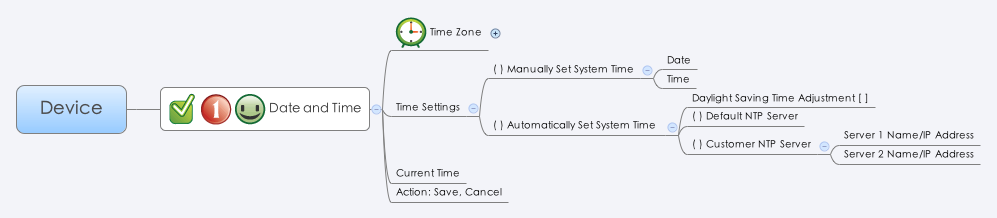 Device
1
Date and Time
Time Zone
Time Settings
( ) Manually Set System Time
Date
Time
( ) Automatically Set System Time
Daylight Saving Time Adjustment [ ]
( ) Default NTP Server
( ) Customer NTP Server
Server 1 Name/IP Address
Server 2 Name/IP Address
Current Time
Action: Save, Cancel